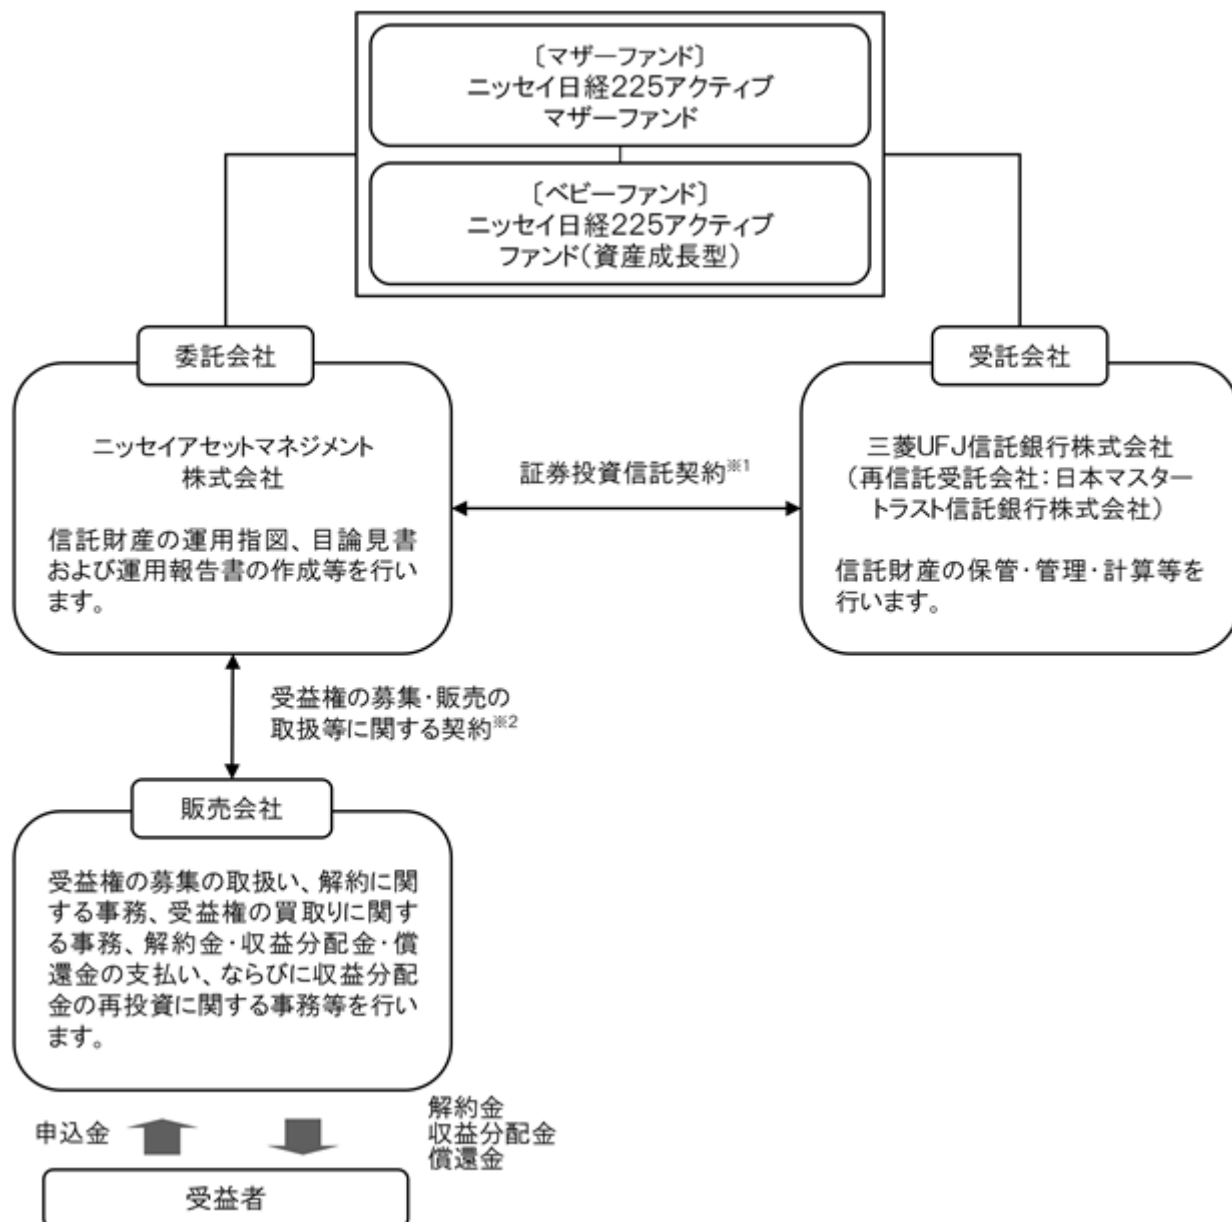 〔マザーファンド〕
ニッセイ日経225アクティブ
マザーファンド
〔ベビーファンド〕
ニッセイ日経225アクティブ
ファンド（資産成長型）
委託会社
ニッセイアセットマネジメント
株式会社
信託財産の運用指図、目論見書
および運用報告書の作成等を行い
ます。
証券投資信託契約※1
受託会社
三菱UFJ信託銀行株式会社
（再信託受託会社：日本マスター
トラスト信託銀行株式会社）
信託財産の保管・管理・計算等を
行います。
受益権の募集・販売の
取扱等に関する契約※2
販売会社
受益権の募集の取扱い、解約に関
する事務、受益権の買取りに関す
る事務、解約金・収益分配金・償
還金の支払い、ならびに収益分配
金の再投資に関する事務等を行い
ます。
申込金
解約金
収益分配金
償還金
受益者